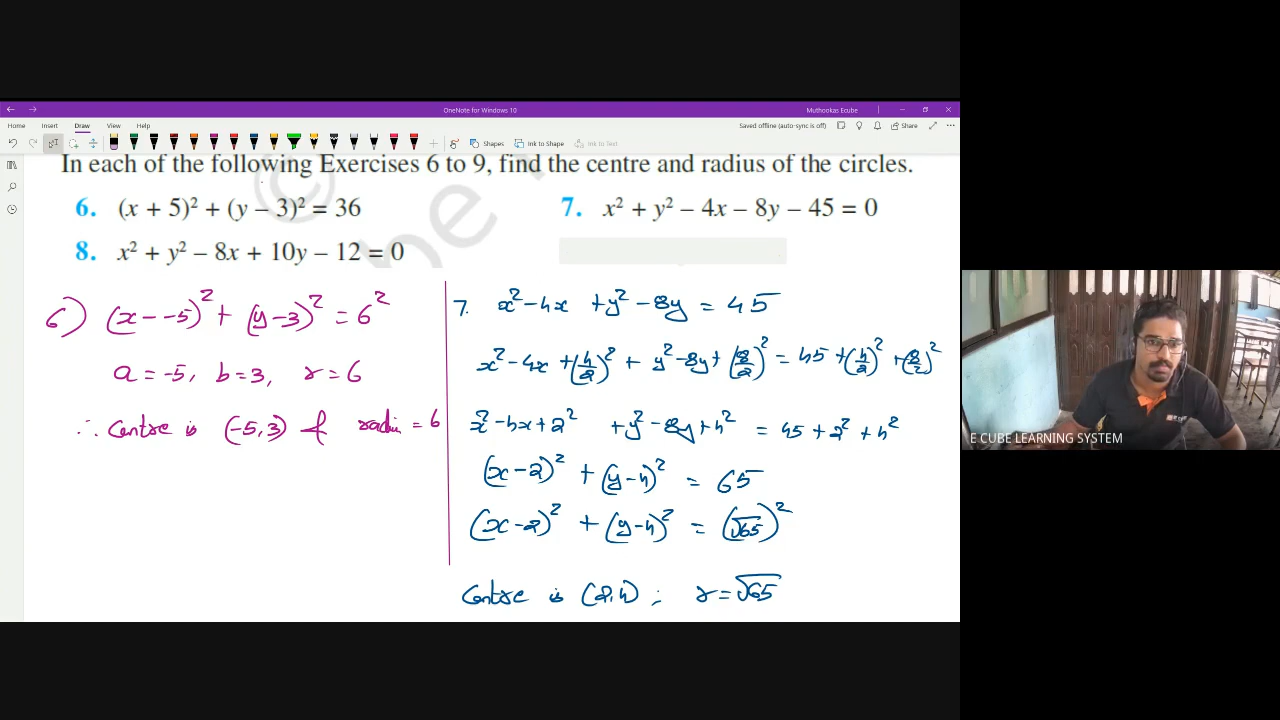 OneNote for Windows 10
Muthookas Ecube
Home Insert Draw View Help
Saved offline (auto-sync is off) Share
Shapes Ink to Shape Ink to Text
In each of the following Exercises 6 to 9, find the centre and radius of the circles.
6. (x + 5)² + (y – 3)² = 36
7. x² + y² – 4x – 8y – 45 = 0
8. x² + y² – 8x + 10y – 12 = 0
6) (x - -5)² + (y-3)² = 6²
a = -5, b = 3, r = 6
∴ Centre is (-5,3) & radiu = 6
7. x² - 4x + y² - 8y = 45
x² - 4x + (4/2)² + y² - 8y + (8/2)² = 45 + (4/2)² + (8/2)²
x² - 4x + 2² + y² - 8y + 4² = 45 + 2² + 4²
(x-2)² + (y-4)² = 65
(x-2)² + (y-4)² = (√65)²
Centre is (2,4) ; r = √65
E CUBE LEARNING SYSTEM